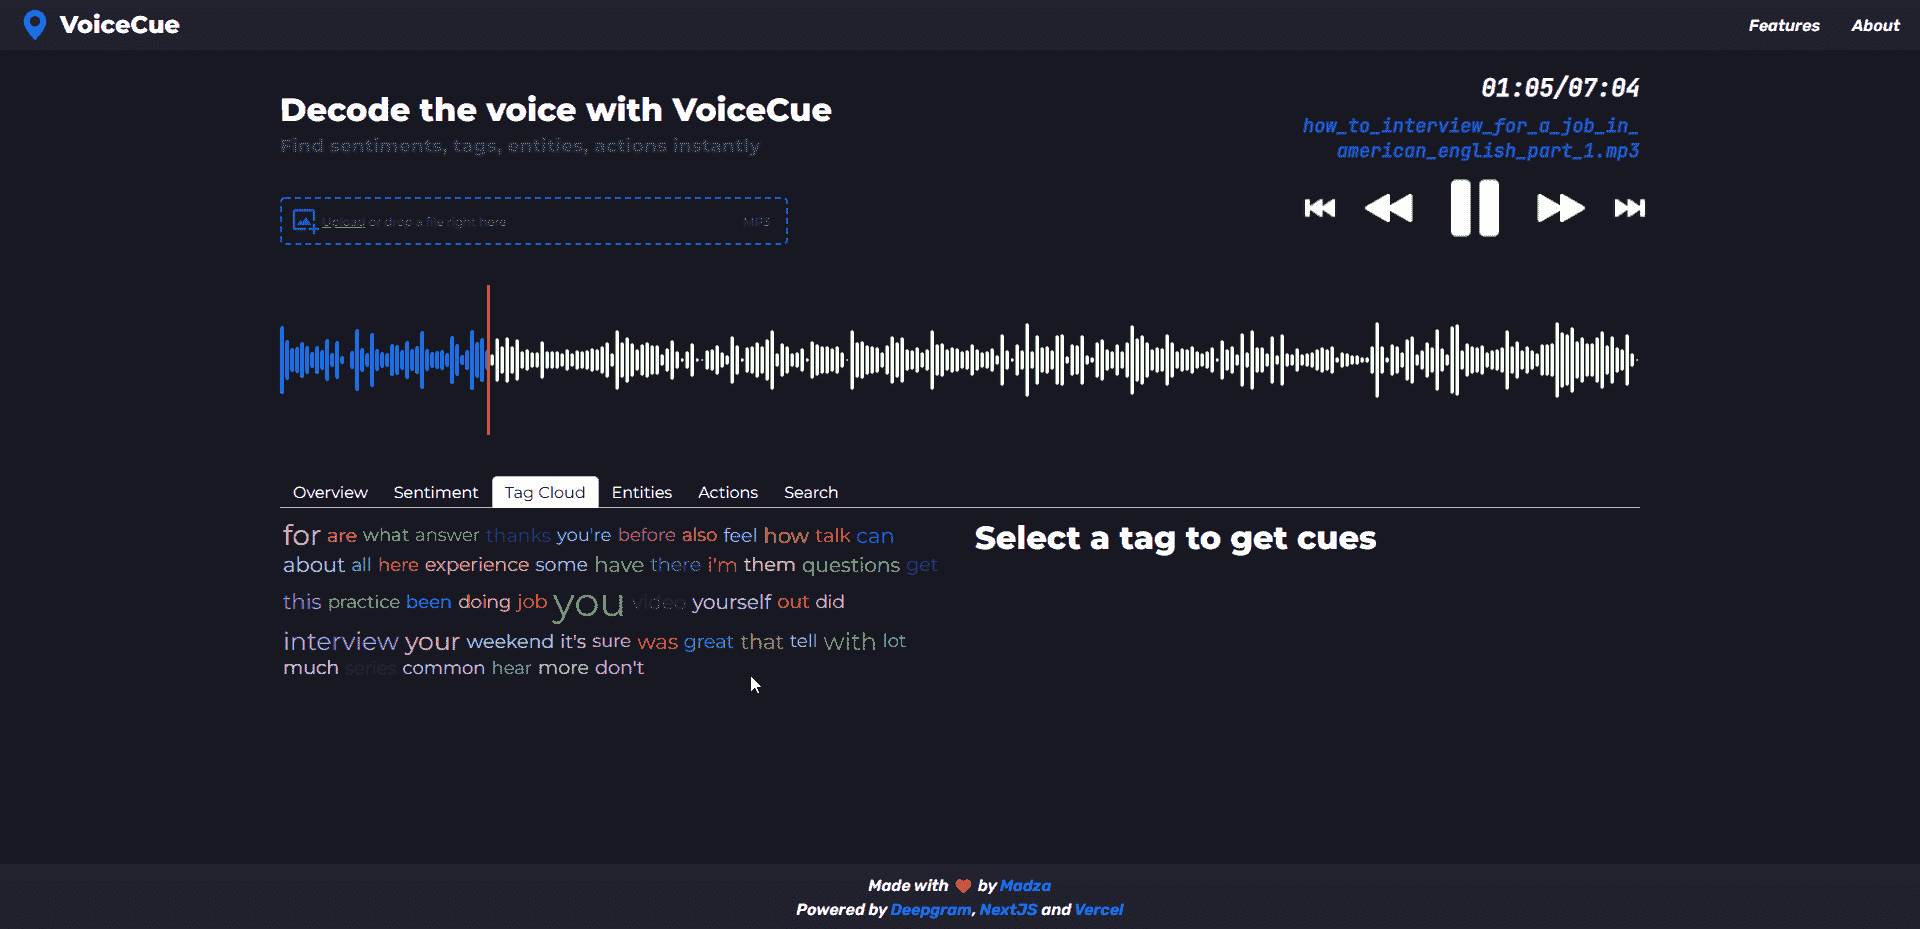 VoiceCue
Features About
Decode the voice with VoiceCue
Find sentiments, tags, entities, actions instantly
01:05/07:04
how_to_interview_for_a_job_in_
american_english_part_1.mp3
Upload or drop a file right here MP3
Overview Sentiment Tag Cloud Entities Actions Search
for are what answer thanks you're before also feel how talk can
about all here experience some have there i'm them questions get
this practice been doing job you video yourself out did
interview your weekend it's sure was great that tell with lot
much series common hear more don't
Select a tag to get cues
Made with ❤ by Madza
Powered by Deepgram, NextJS and Vercel